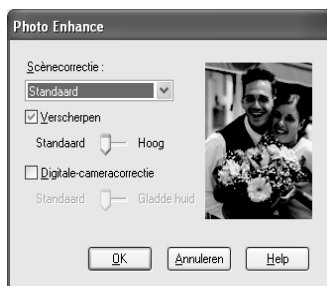 Photo Enhance
Scènecorrectie :
Standaard
Verscherpen
Standaard Hoog
Digitale-cameracorrectie
Standaard Gladde huid
OK Annuleren Help